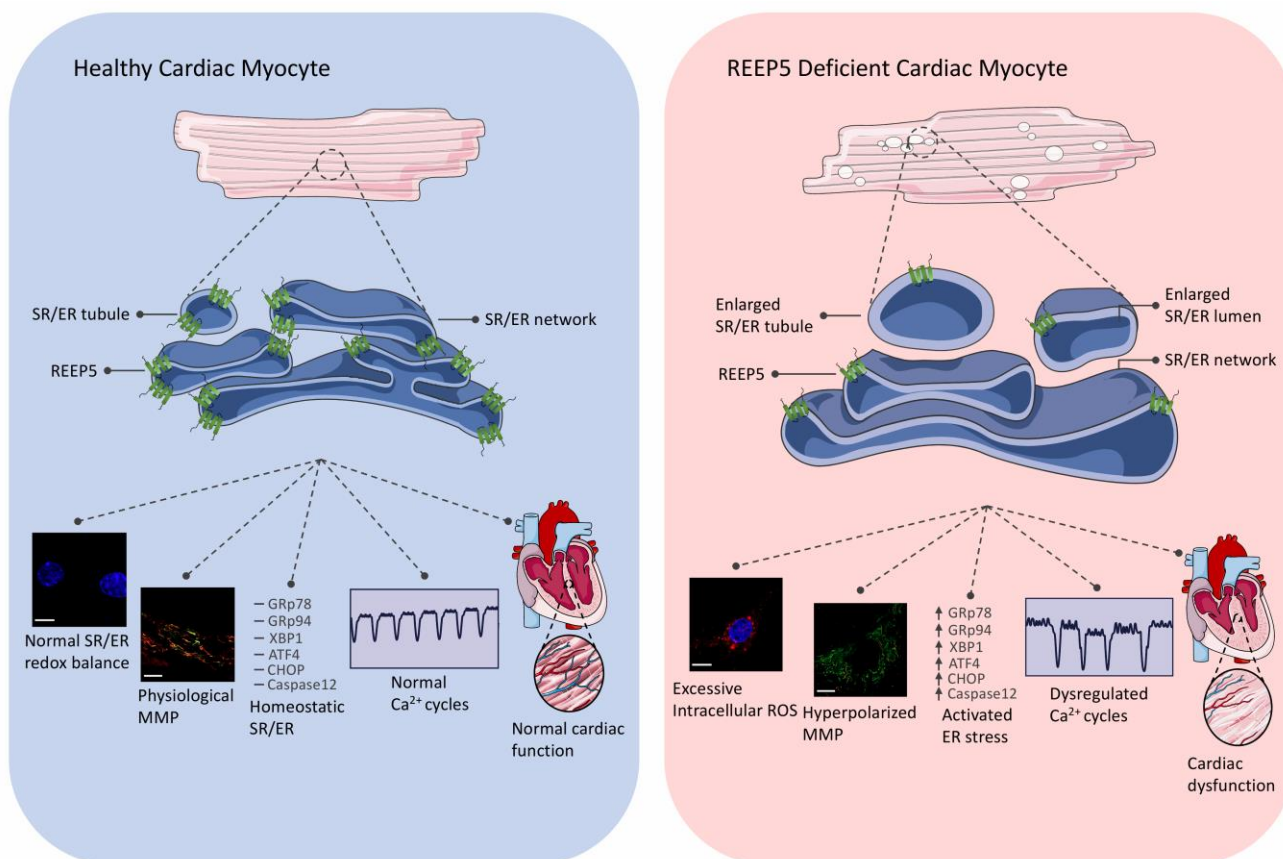 Healthy Cardiac Myocyte
SR/ER tubule
SR/ER network
REEP5
Normal SR/ER
redox balance
Physiological
MMP
GRp78
GRp94
XBP1
ATF4
CHOP
Caspase12
Homeostatic
SR/ER
Normal
Ca²⁺ cycles
Normal cardiac
function
REEP5 Deficient Cardiac Myocyte
Enlarged
SR/ER tubule
Enlarged
SR/ER lumen
REEP5
SR/ER network
Excessive
Intracellular ROS
Hyperpolarized
MMP
GRp78
GRp94
XBP1
ATF4
CHOP
Caspase12
Activated
ER stress
Dysregulated
Ca²⁺ cycles
Cardiac
dysfunction